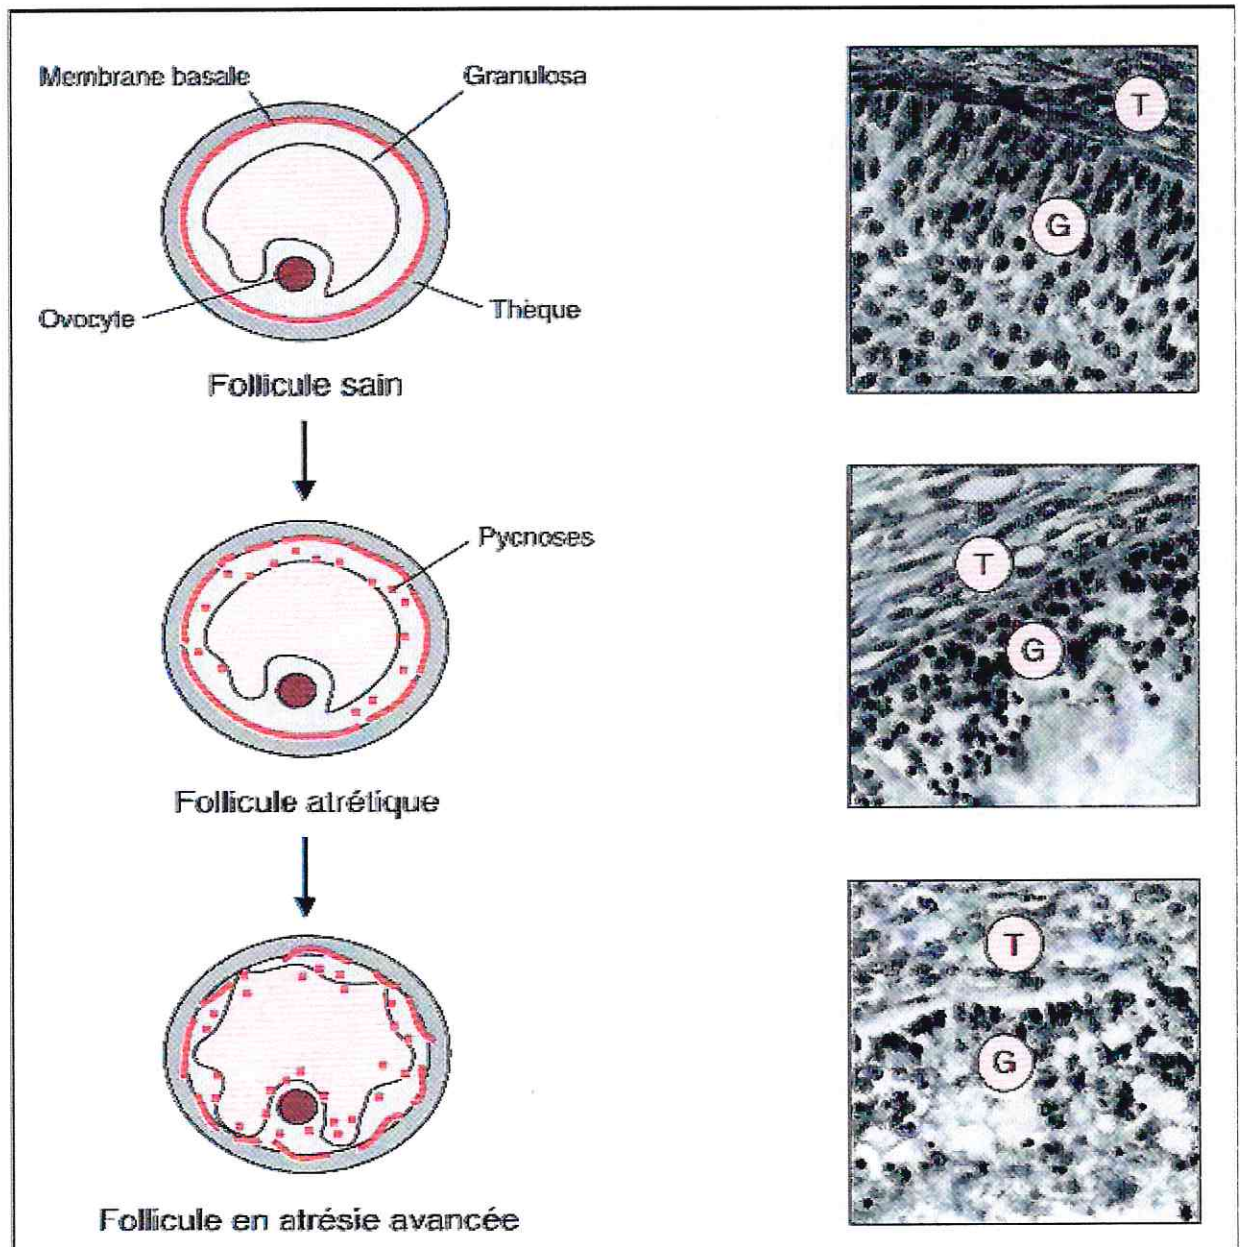 Membrane basale
Granulosa
Ovocyte
Thèque
Follicule sain
T
G
Pycnoses
Follicule atrétique
T
G
Follicule en atrésie avancée
T
G